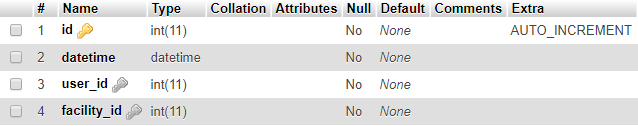 # Name Type Collation Attributes Null Default Comments Extra
1 id int(11) No None AUTO_INCREMENT
2 datetime datetime No None
3 user_id int(11) No None
4 facility_id int(11) No None